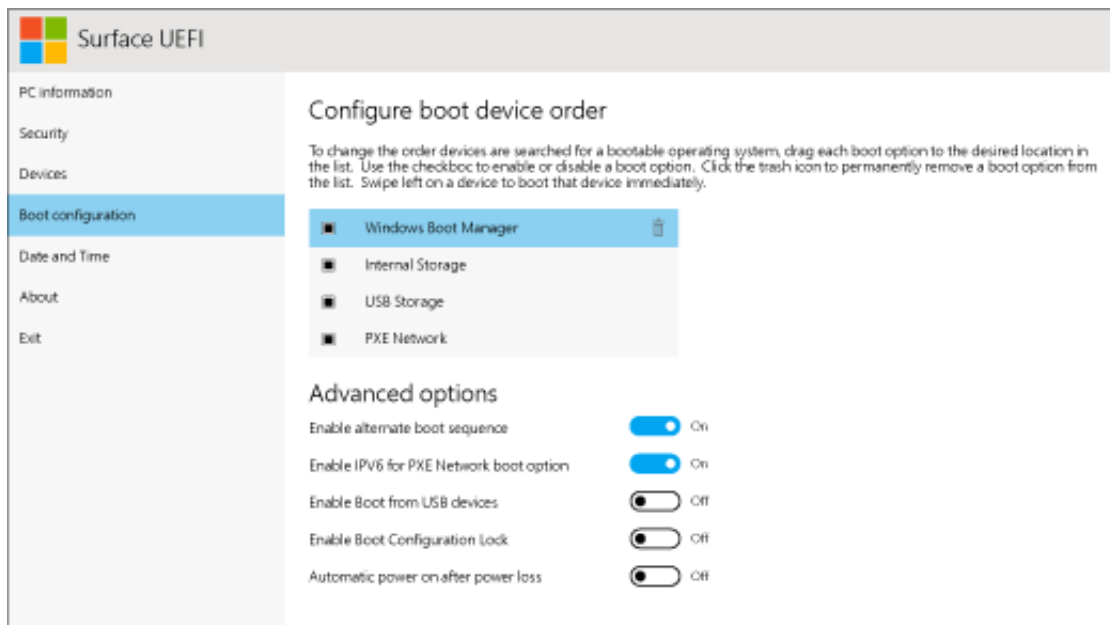 Surface UEFI
PC information
Security
Devices
Boot configuration
Date and Time
About
Exit
Configure boot device order
To change the order devices are searched for a bootable operating system, drag each boot option to the desired location in
the list. Use the checkboc to enable or disable a boot option. Click the trash icon to permanently remove a boot option from
the list. Swipe left on a device to boot that device immediately.
Windows Boot Manager
Internal Storage
USB Storage
PXE Network
Advanced options
Enable alternate boot sequence On
Enable IPV6 for PXE Network boot option On
Enable Boot from USB devices Off
Enable Boot Configuration Lock Off
Automatic power on after power loss Off